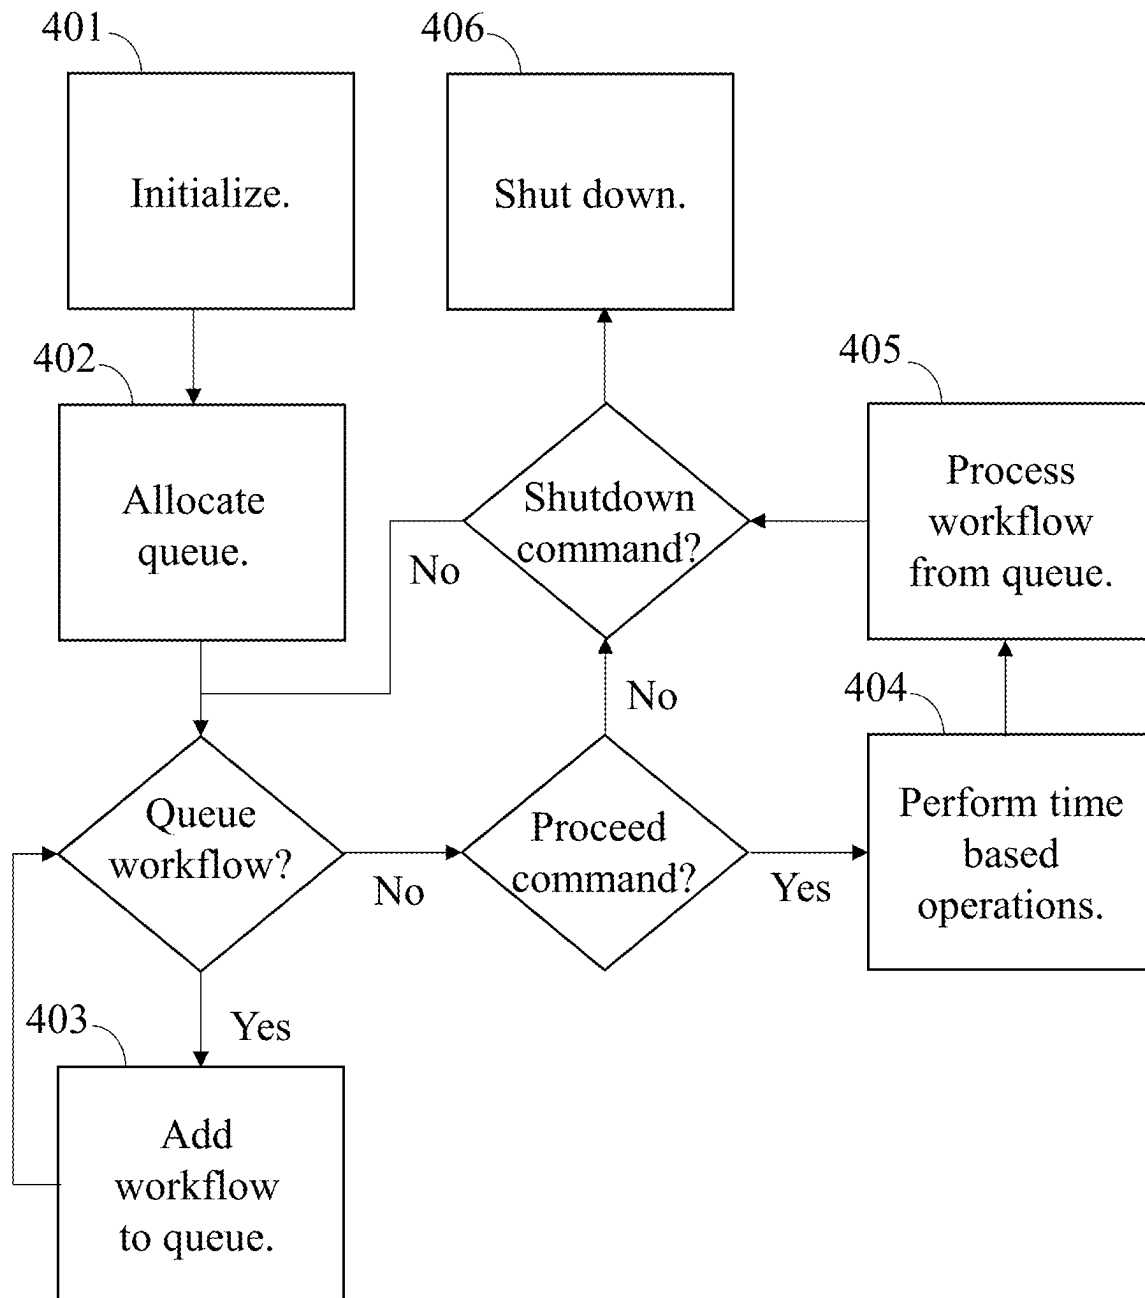 401
406
Initialize.
Shut down.
402
405
Allocate
queue.
Shutdown
command?
Process
workflow
from queue.
No
No
404
Queue
workflow?
Proceed
command?
Perform time
based
operations.
No
Yes
403
Yes
Add
workflow
to queue.